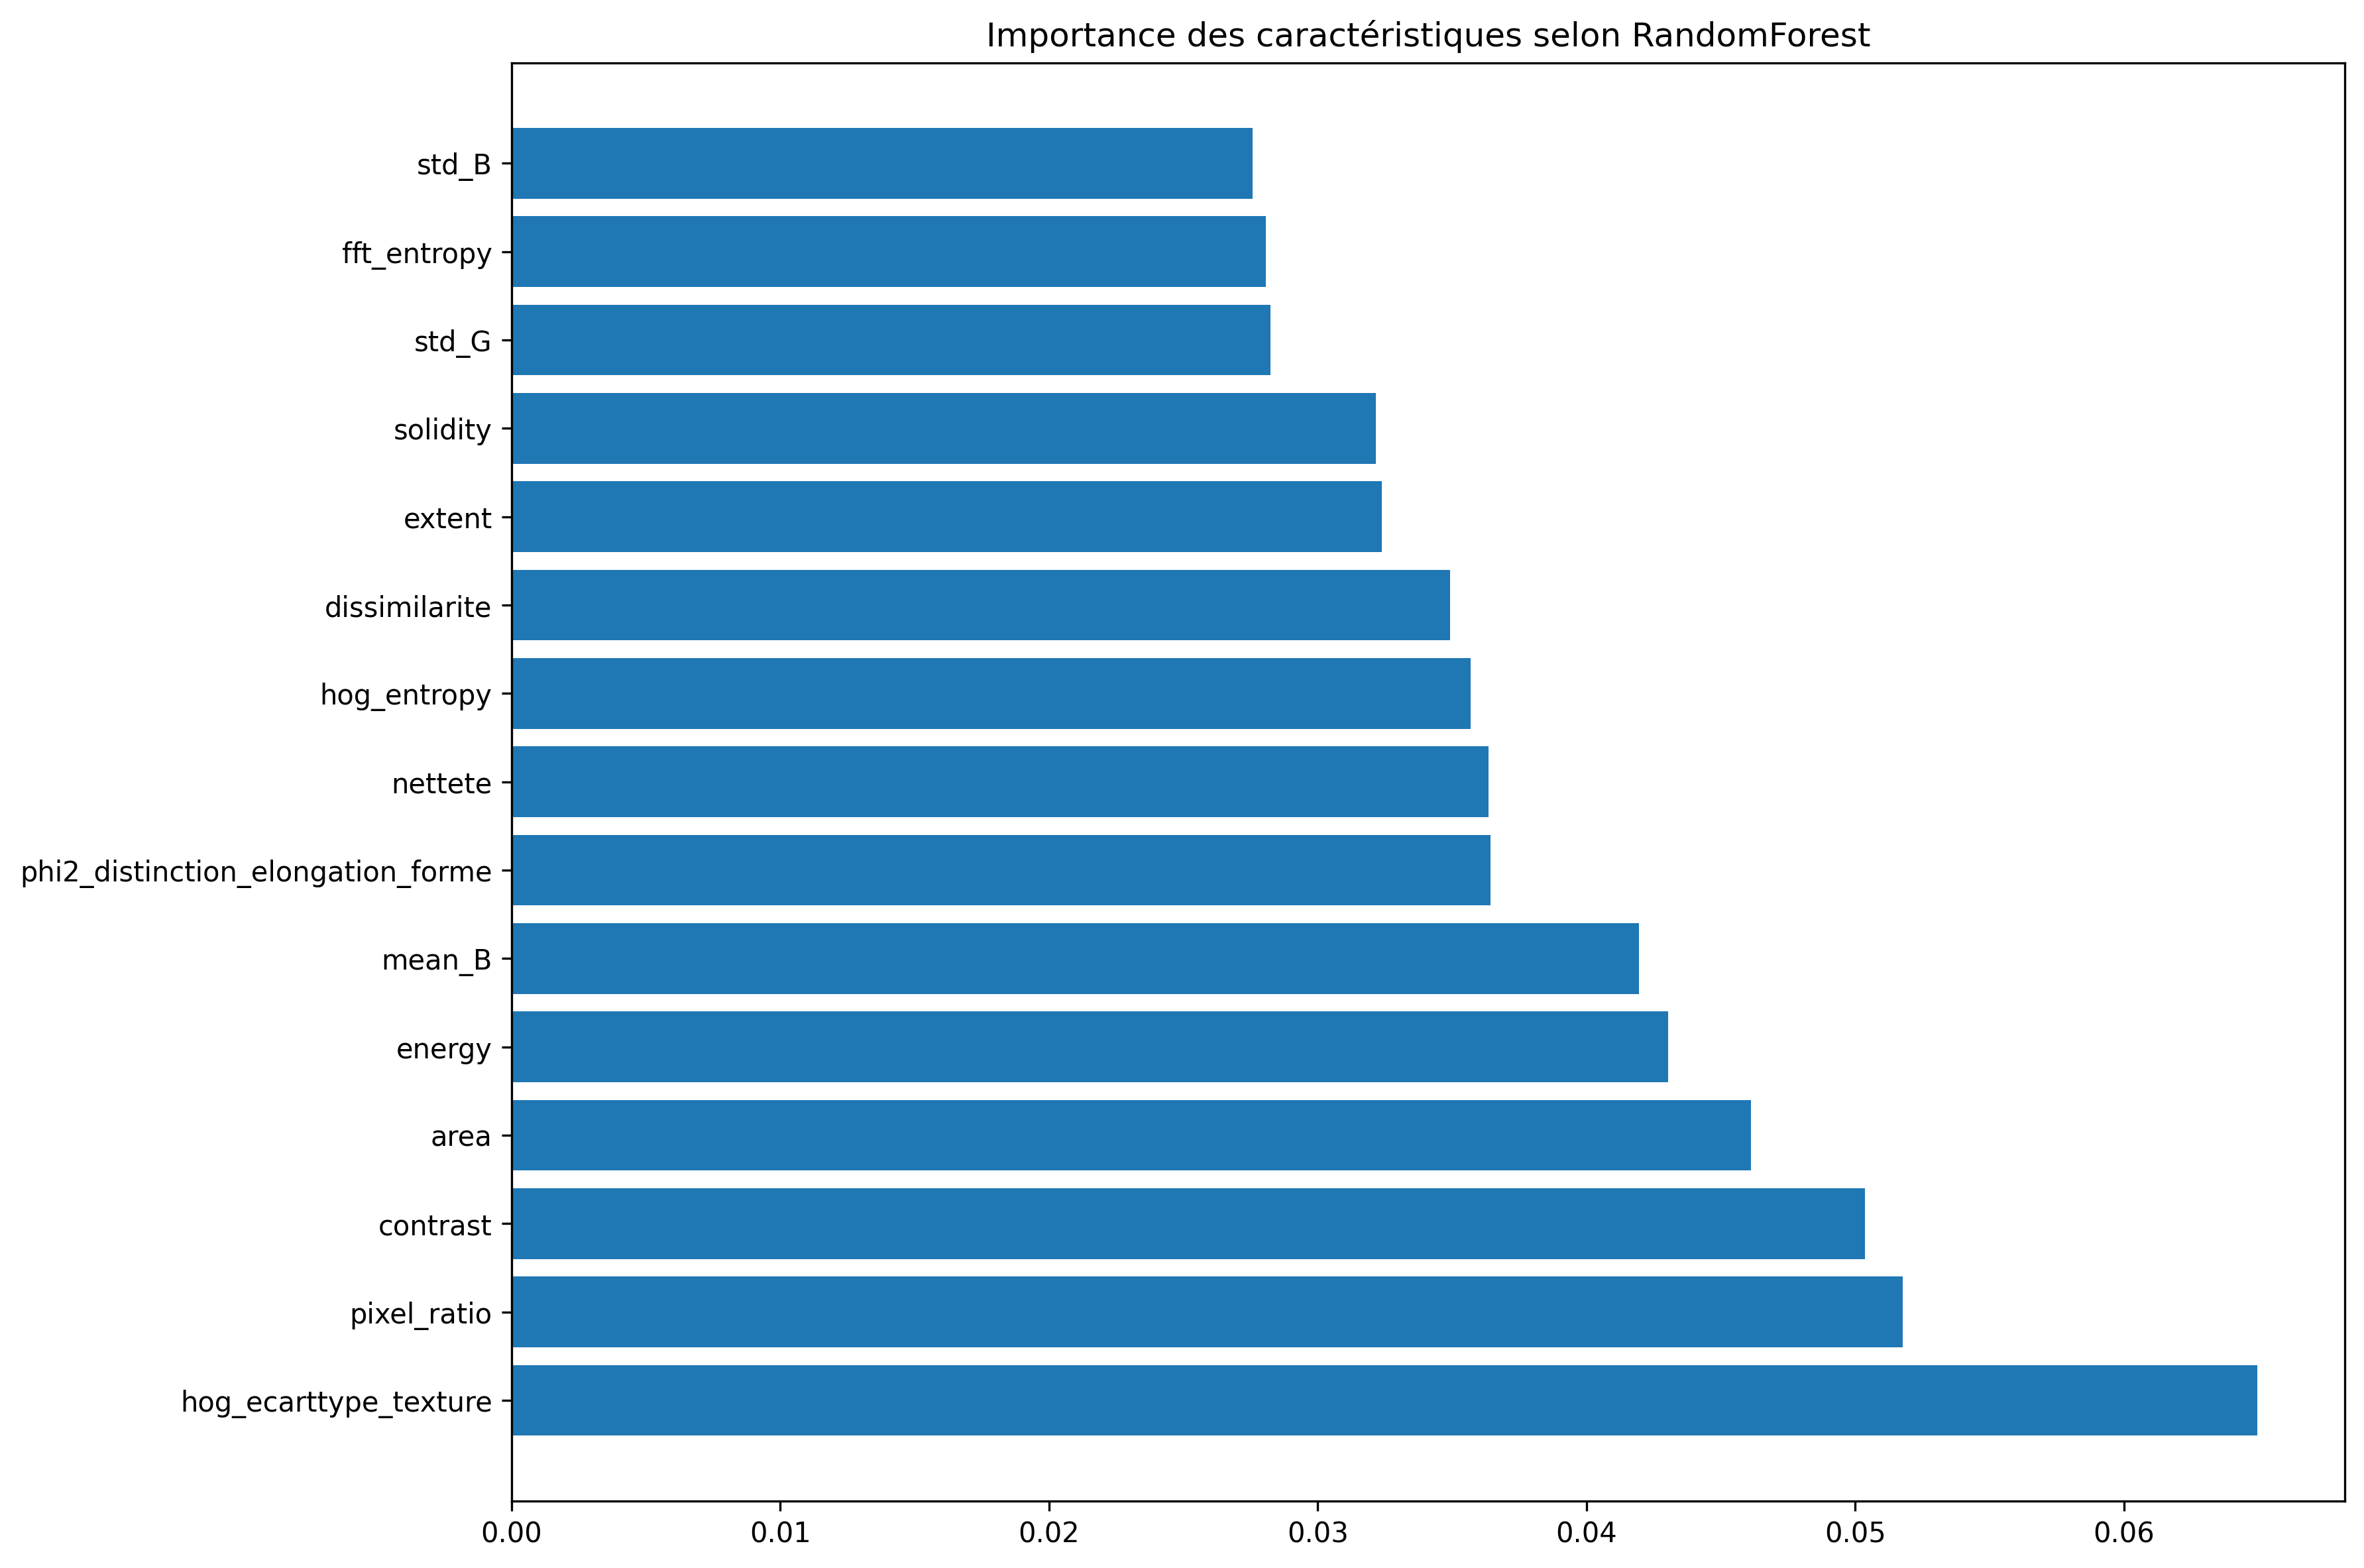 Importance des caractéristiques selon RandomForest
std_B
fft_entropy
std_G
solidity
extent
dissimilarite
hog_entropy
nettete
phi2_distinction_elongation_forme
mean_B
energy
area
contrast
pixel_ratio
hog_ecarttype_texture
0.00 0.01 0.02 0.03 0.04 0.05 0.06